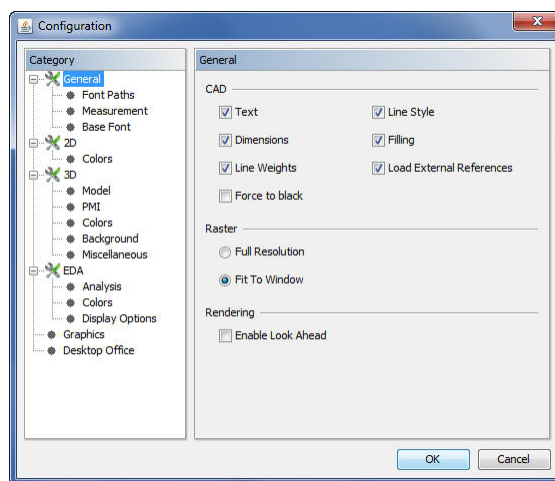 Configuration
Category
General
Font Paths
Measurement
Base Font
2D
Colors
3D
Model
PMI
Colors
Background
Miscellaneous
EDA
Analysis
Colors
Display Options
Graphics
Desktop Office
General
CAD
Text
Line Style
Dimensions
Filling
Line Weights
Load External References
Force to black
Raster
Full Resolution
Fit To Window
Rendering
Enable Look Ahead
OK
Cancel